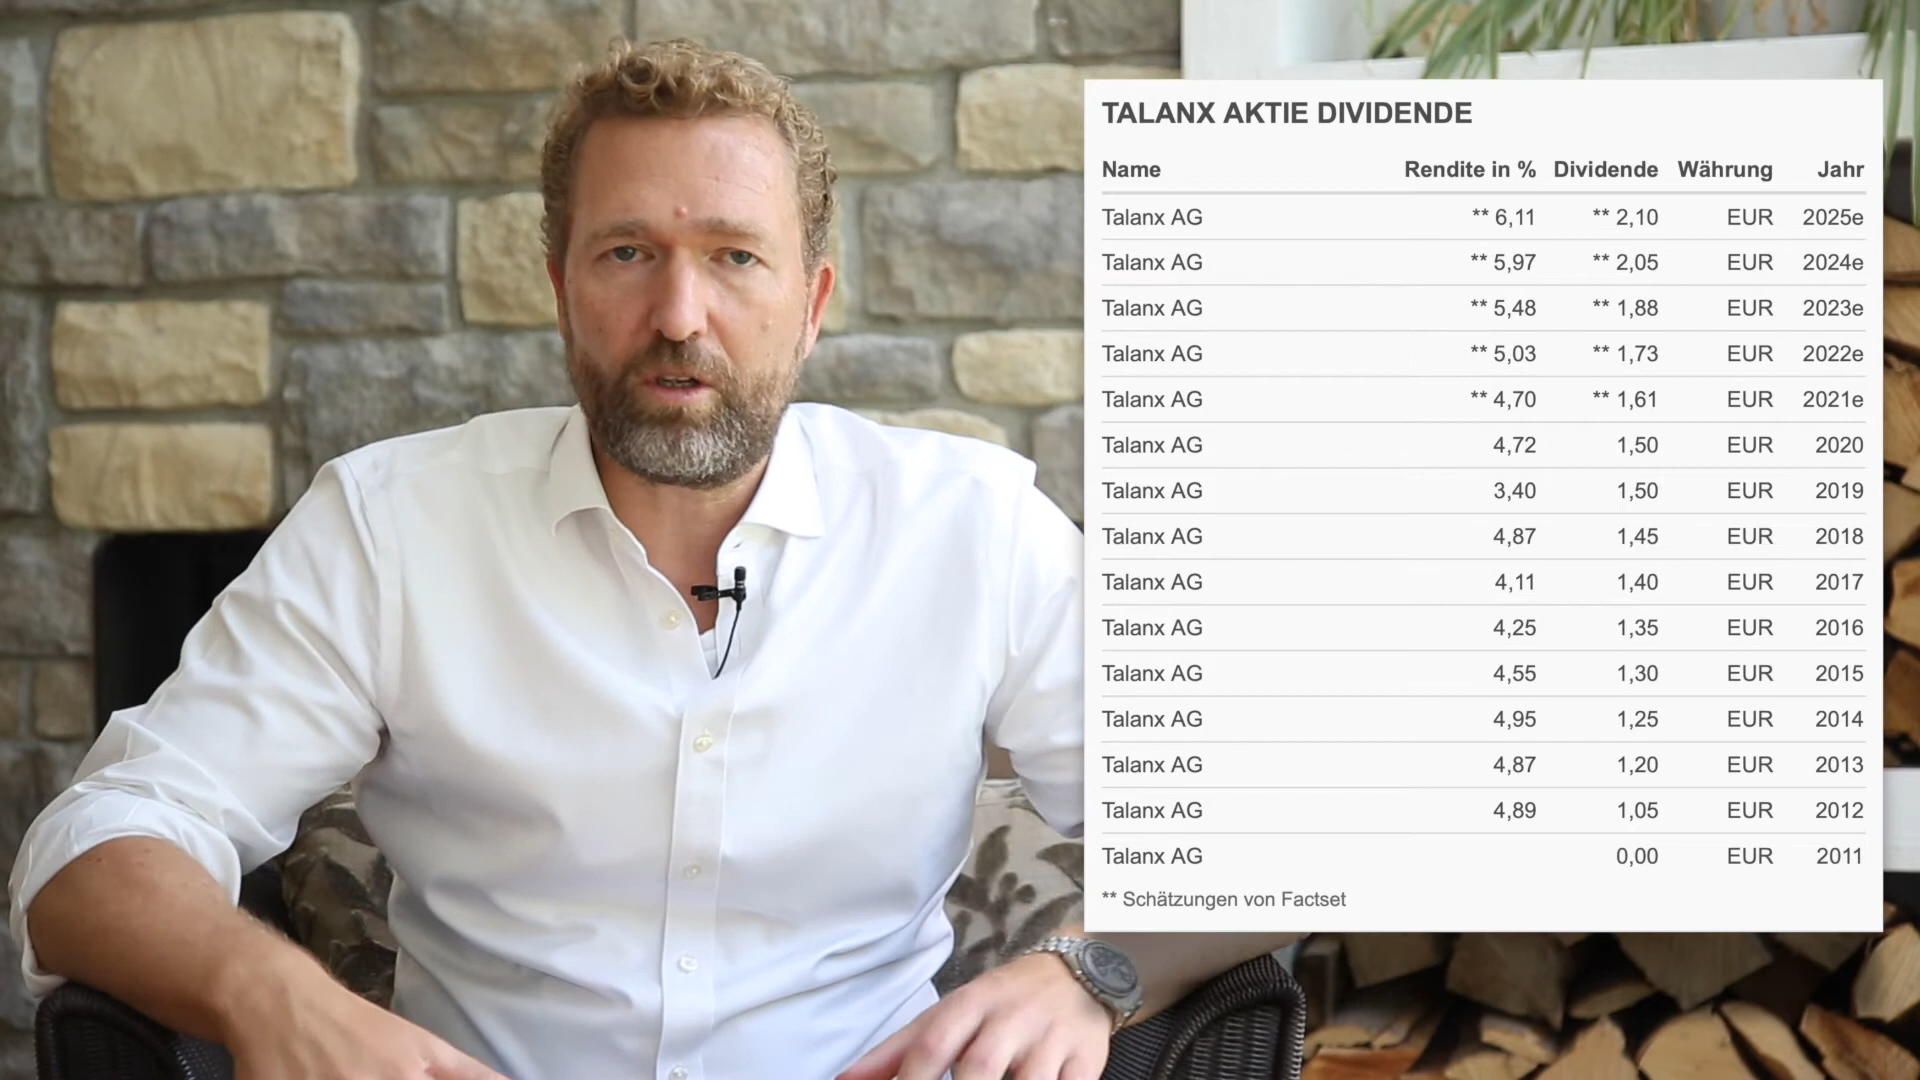 TALANX AKTIE DIVIDENDE
Name Rendite in % Dividende Währung Jahr
Talanx AG ** 6,11 ** 2,10 EUR 2025e
Talanx AG ** 5,97 ** 2,05 EUR 2024e
Talanx AG ** 5,48 ** 1,88 EUR 2023e
Talanx AG ** 5,03 ** 1,73 EUR 2022e
Talanx AG ** 4,70 ** 1,61 EUR 2021e
Talanx AG 4,72 1,50 EUR 2020
Talanx AG 3,40 1,50 EUR 2019
Talanx AG 4,87 1,45 EUR 2018
Talanx AG 4,11 1,40 EUR 2017
Talanx AG 4,25 1,35 EUR 2016
Talanx AG 4,55 1,30 EUR 2015
Talanx AG 4,95 1,25 EUR 2014
Talanx AG 4,87 1,20 EUR 2013
Talanx AG 4,89 1,05 EUR 2012
Talanx AG 0,00 EUR 2011
** Schätzungen von Factset